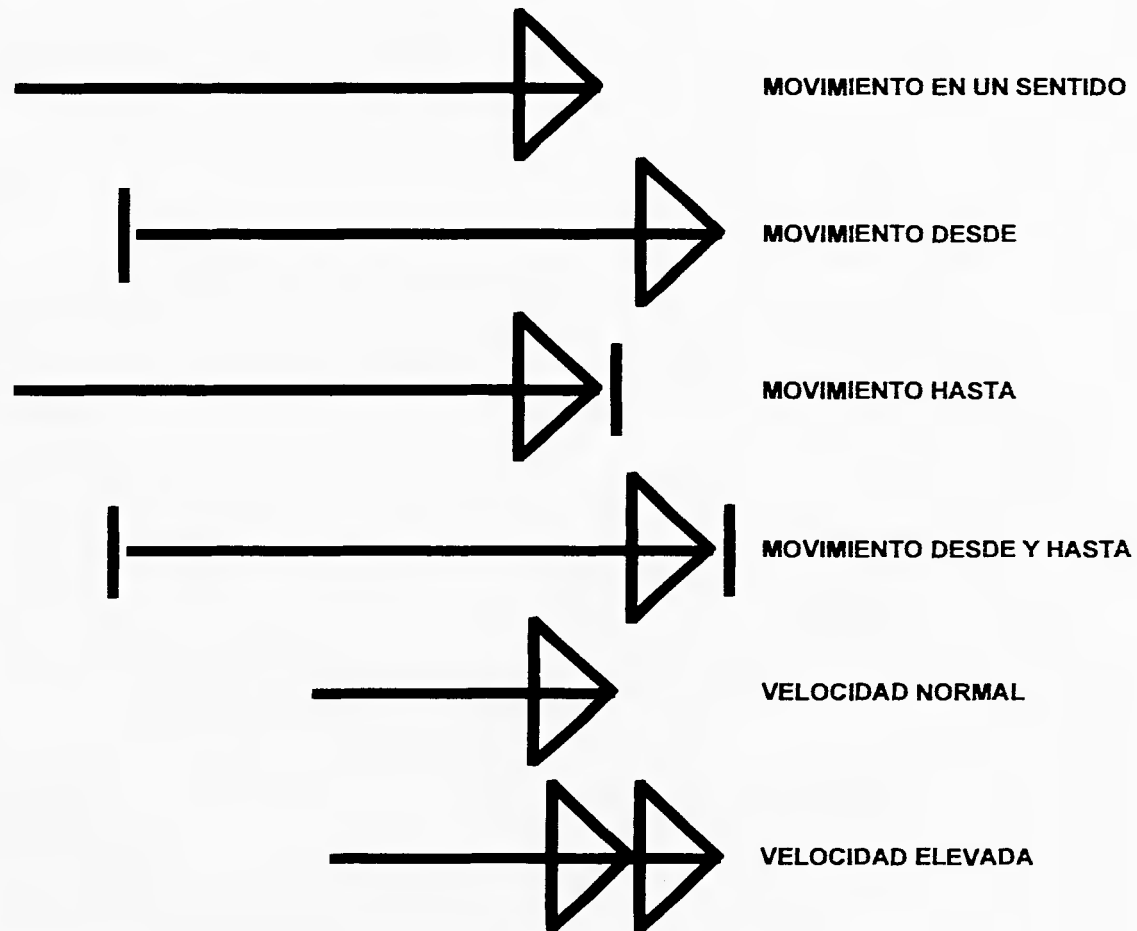 MOVIMIENTO EN UN SENTIDO
MOVIMIENTO DESDE
MOVIMIENTO HASTA
MOVIMIENTO DESDE Y HASTA
VELOCIDAD NORMAL
VELOCIDAD ELEVADA